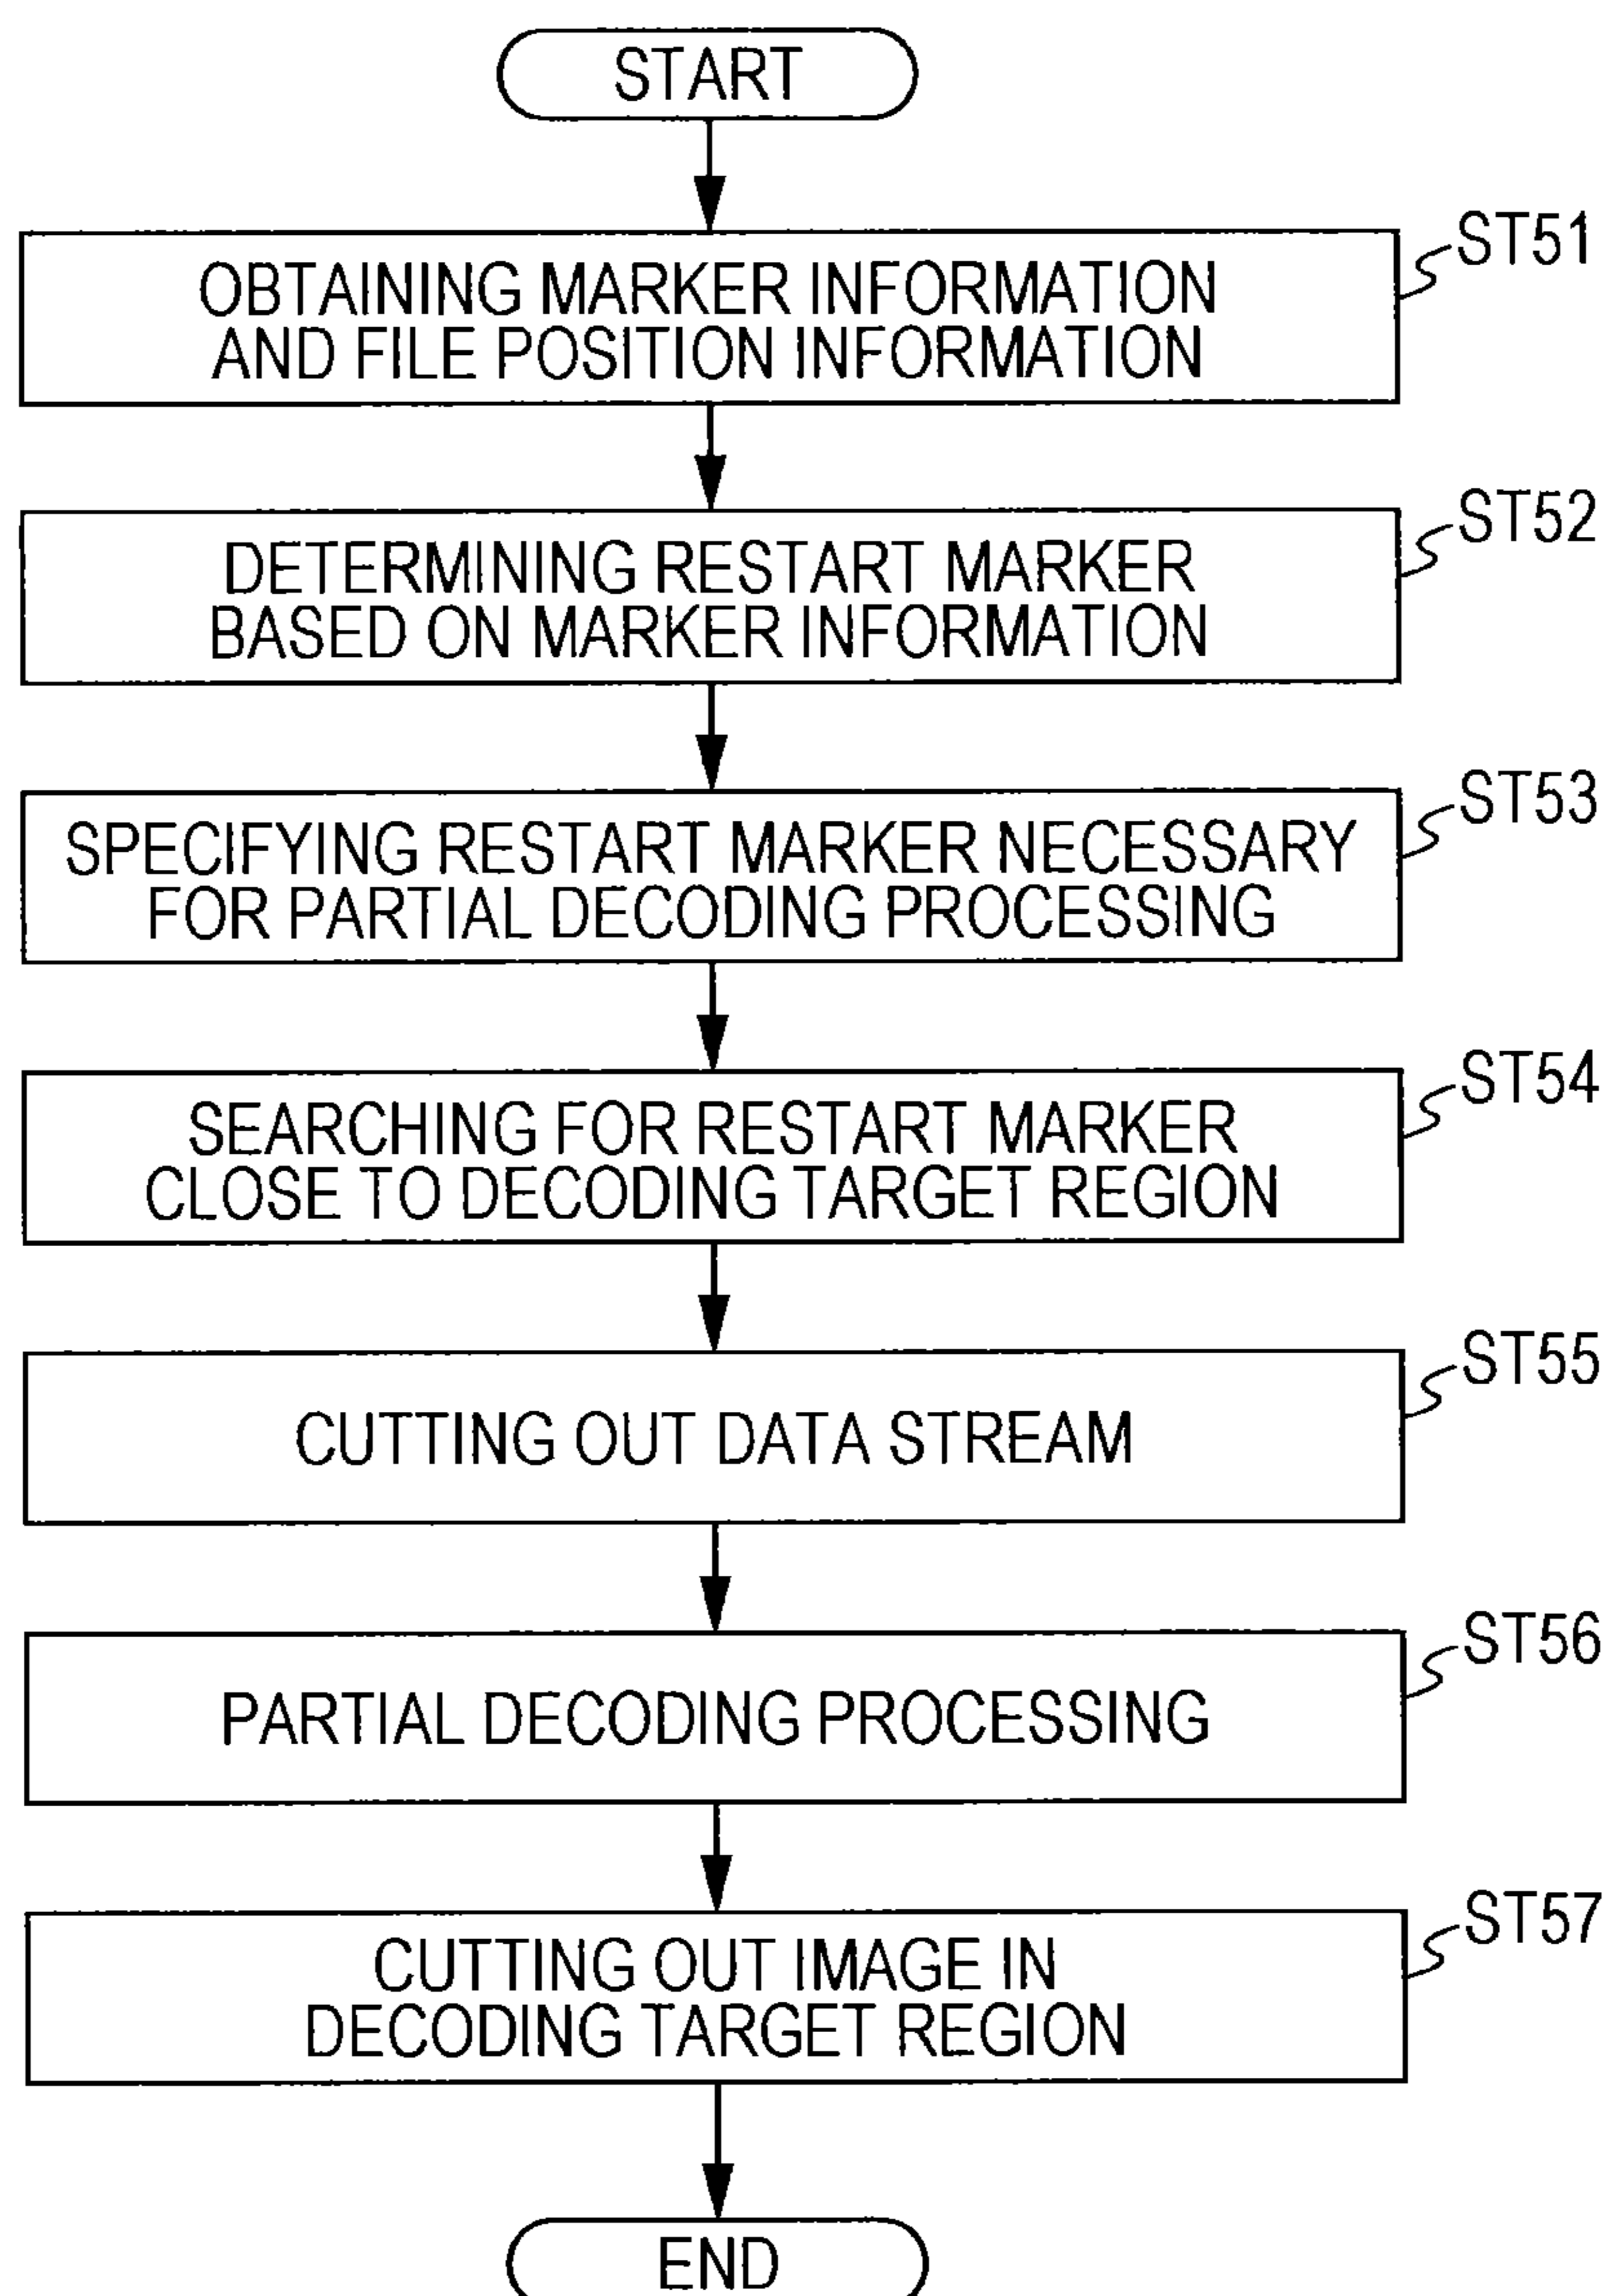 START
ST51
OBTAINING MARKER INFORMATION
AND FILE POSITION INFORMATION
ST52
DETERMINING RESTART MARKER
BASED ON MARKER INFORMATION
ST53
SPECIFYING RESTART MARKER NECESSARY
FOR PARTIAL DECODING PROCESSING
ST54
SEARCHING FOR RESTART MARKER
CLOSE TO DECODING TARGET REGION
ST55
CUTTING OUT DATA STREAM
ST56
PARTIAL DECODING PROCESSING
ST57
CUTTING OUT IMAGE IN
DECODING TARGET REGION
END